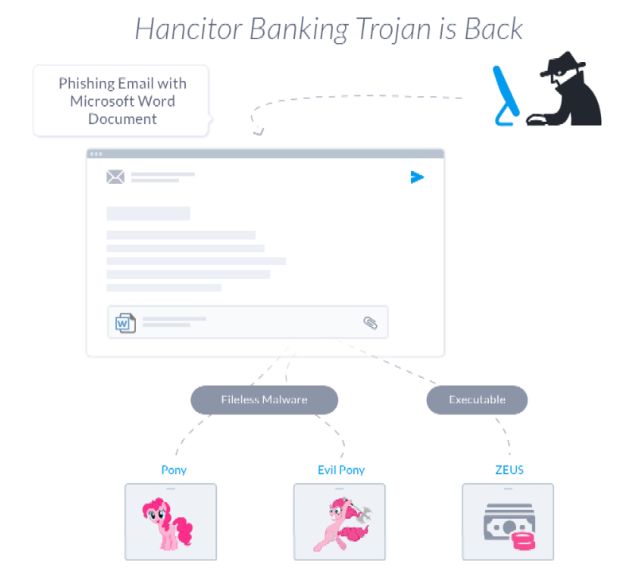 Hancitor Banking Trojan is Back
Phishing Email with
Microsoft Word
Document
W
Fileless Malware
Executable
Pony
Evil Pony
ZEUS